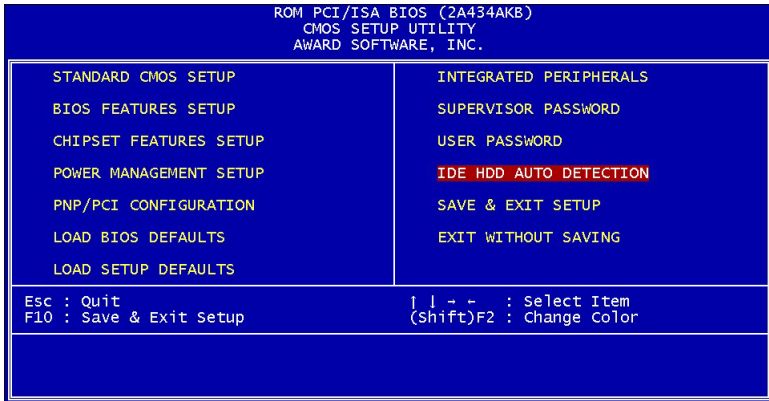 ROM PCI/ISA BIOS (2A434AKB)
CMOS SETUP UTILITY
AWARD SOFTWARE, INC.
STANDARD CMOS SETUP
BIOS FEATURES SETUP
CHIPSET FEATURES SETUP
POWER MANAGEMENT SETUP
PNP/PCI CONFIGURATION
LOAD BIOS DEFAULTS
LOAD SETUP DEFAULTS
INTEGRATED PERIPHERALS
SUPERVISOR PASSWORD
USER PASSWORD
IDE HDD AUTO DETECTION
SAVE & EXIT SETUP
EXIT WITHOUT SAVING
Esc : Quit
F10 : Save & Exit Setup
↑ ↓ → ← : Select Item
(Shift)F2 : Change Color